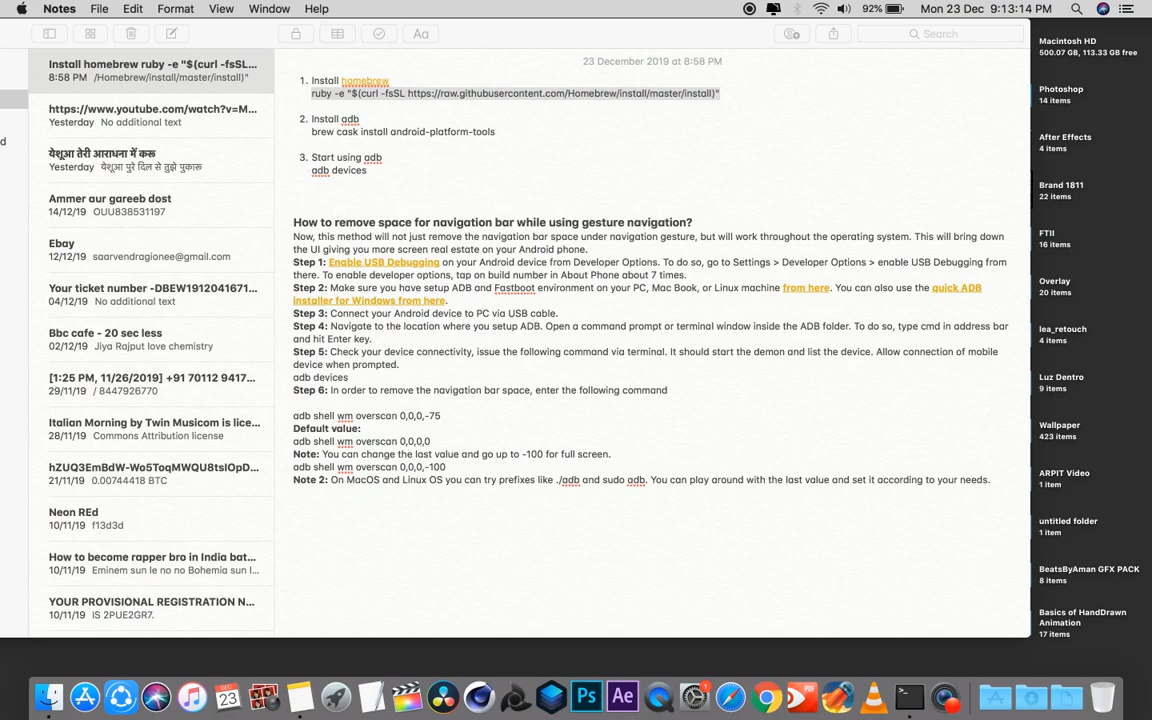 Notes File Edit Format View Window Help 92% Mon 23 Dec 9:13:14 PM
Aa
Search
Install homebrew ruby -e "$(curl -fsSL...
8:58 PM /Homebrew/install/master/install)"
https://www.youtube.com/watch?v=M...
Yesterday No additional text
येशूआ तेरी आराधना में करू
Yesterday येशूआ पुरे दिल से तुझे पुकारू
Ammer aur gareeb dost
14/12/19 OUU838531197
Ebay
12/12/19 saarvendragionee@gmail.com
Your ticket number -DBEW1912041671...
04/12/19 No additional text
Bbc cafe - 20 sec less
02/12/19 Jiya Rajput love chemistry
[1:25 PM, 11/26/2019] +91 70112 9417...
29/11/19 / 8447926770
Italian Morning by Twin Musicom is lice...
28/11/19 Commons Attribution license
hZUQ3EmBdW-Wo5ToqMWQU8tslOpD...
21/11/19 0.00744418 BTC
Neon REd
10/11/19 f13d3d
How to become rapper bro in India bat...
10/11/19 Eminem sun le no no Bohemia sun l...
YOUR PROVISIONAL REGISTRATION N...
10/11/19 IS 2PUE2GR7.
d
23 December 2019 at 8:58 PM
1. Install homebrew
ruby -e "$(curl -fsSL https://raw.githubusercontent.com/Homebrew/install/master/install)"
2. Install adb
brew cask install android-platform-tools
3. Start using adb
adb devices
How to remove space for navigation bar while using gesture navigation?
Now, this method will not just remove the navigation bar space under navigation gesture, but will work throughout the operating system. This will bring down
the UI giving you more screen real estate on your Android phone.
Step 1: Enable USB Debugging on your Android device from Developer Options. To do so, go to Settings > Developer Options > enable USB Debugging from
there. To enable developer options, tap on build number in About Phone about 7 times.
Step 2: Make sure you have setup ADB and Fastboot environment on your PC, Mac Book, or Linux machine from here. You can also use the quick ADB
installer for Windows from here.
Step 3: Connect your Android device to PC via USB cable.
Step 4: Navigate to the location where you setup ADB. Open a command prompt or terminal window inside the ADB folder. To do so, type cmd in address bar
and hit Enter key.
Step 5: Check your device connectivity, issue the following command via terminal. It should start the demon and list the device. Allow connection of mobile
device when prompted.
adb devices
Step 6: In order to remove the navigation bar space, enter the following command
adb shell wm overscan 0,0,0,-75
Default value:
adb shell wm overscan 0,0,0,0
Note: You can change the last value and go up to -100 for full screen.
adb shell wm overscan 0,0,0,-100
Note 2: On MacOS and Linux OS you can try prefixes like ./adb and sudo adb. You can play around with the last value and set it according to your needs.
Macintosh HD
500.07 GB, 113.33 GB free
Photoshop
14 items
After Effects
4 items
Brand 1811
22 items
FTII
16 items
Overlay
20 items
lea_retouch
4 items
Luz Dentro
9 items
Wallpaper
423 items
ARPIT Video
1 item
untitled folder
1 item
BeatsByAman GFX PACK
8 items
Basics of HandDrawn
Animation
17 items
DEC
23
Ps
Ae
1
PDF